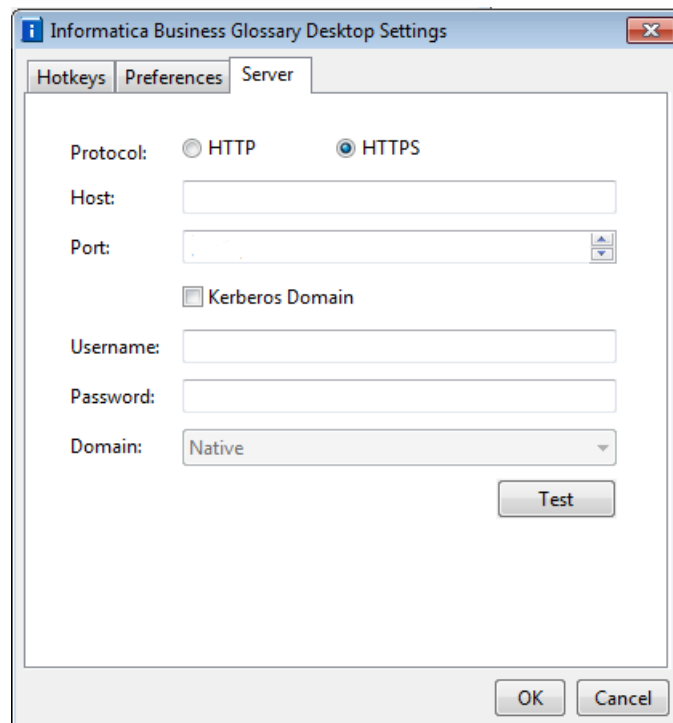 Informatica Business Glossary Desktop Settings
Hotkeys Preferences Server
Protocol: HTTP HTTPS
Host:
Port:
Kerberos Domain
Username:
Password:
Domain: Native
Test
OK Cancel